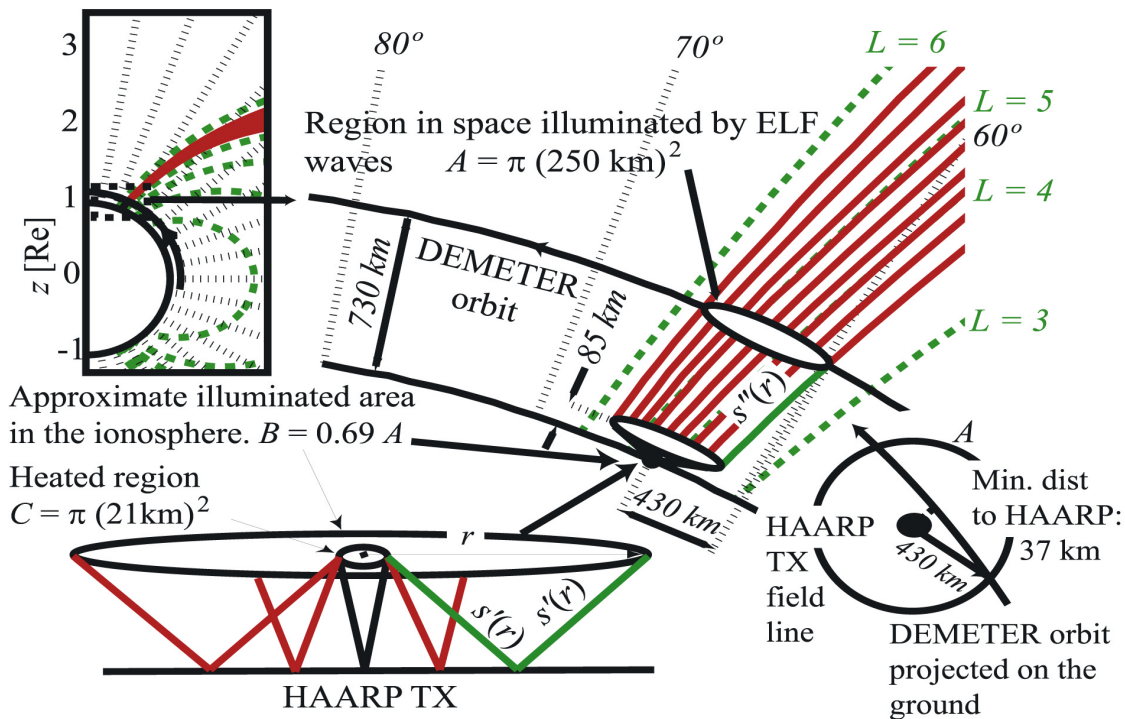 3
2
1
0
-1
z [Re]
80º
70º
L = 6
L = 5
60º
L = 4
L = 3
Region in space illuminated by ELF
waves A = π (250 km)²
DEMETER
orbit
730 km
85 km
s″(r)
430 km
Approximate illuminated area
in the ionosphere. B = 0.69 A
Heated region
C = π (21km)²
r
s′(r)
s′(r)
HAARP TX
A
Min. dist
to HAARP:
37 km
HAARP
TX
field
line
430 km
DEMETER orbit
projected on the
ground